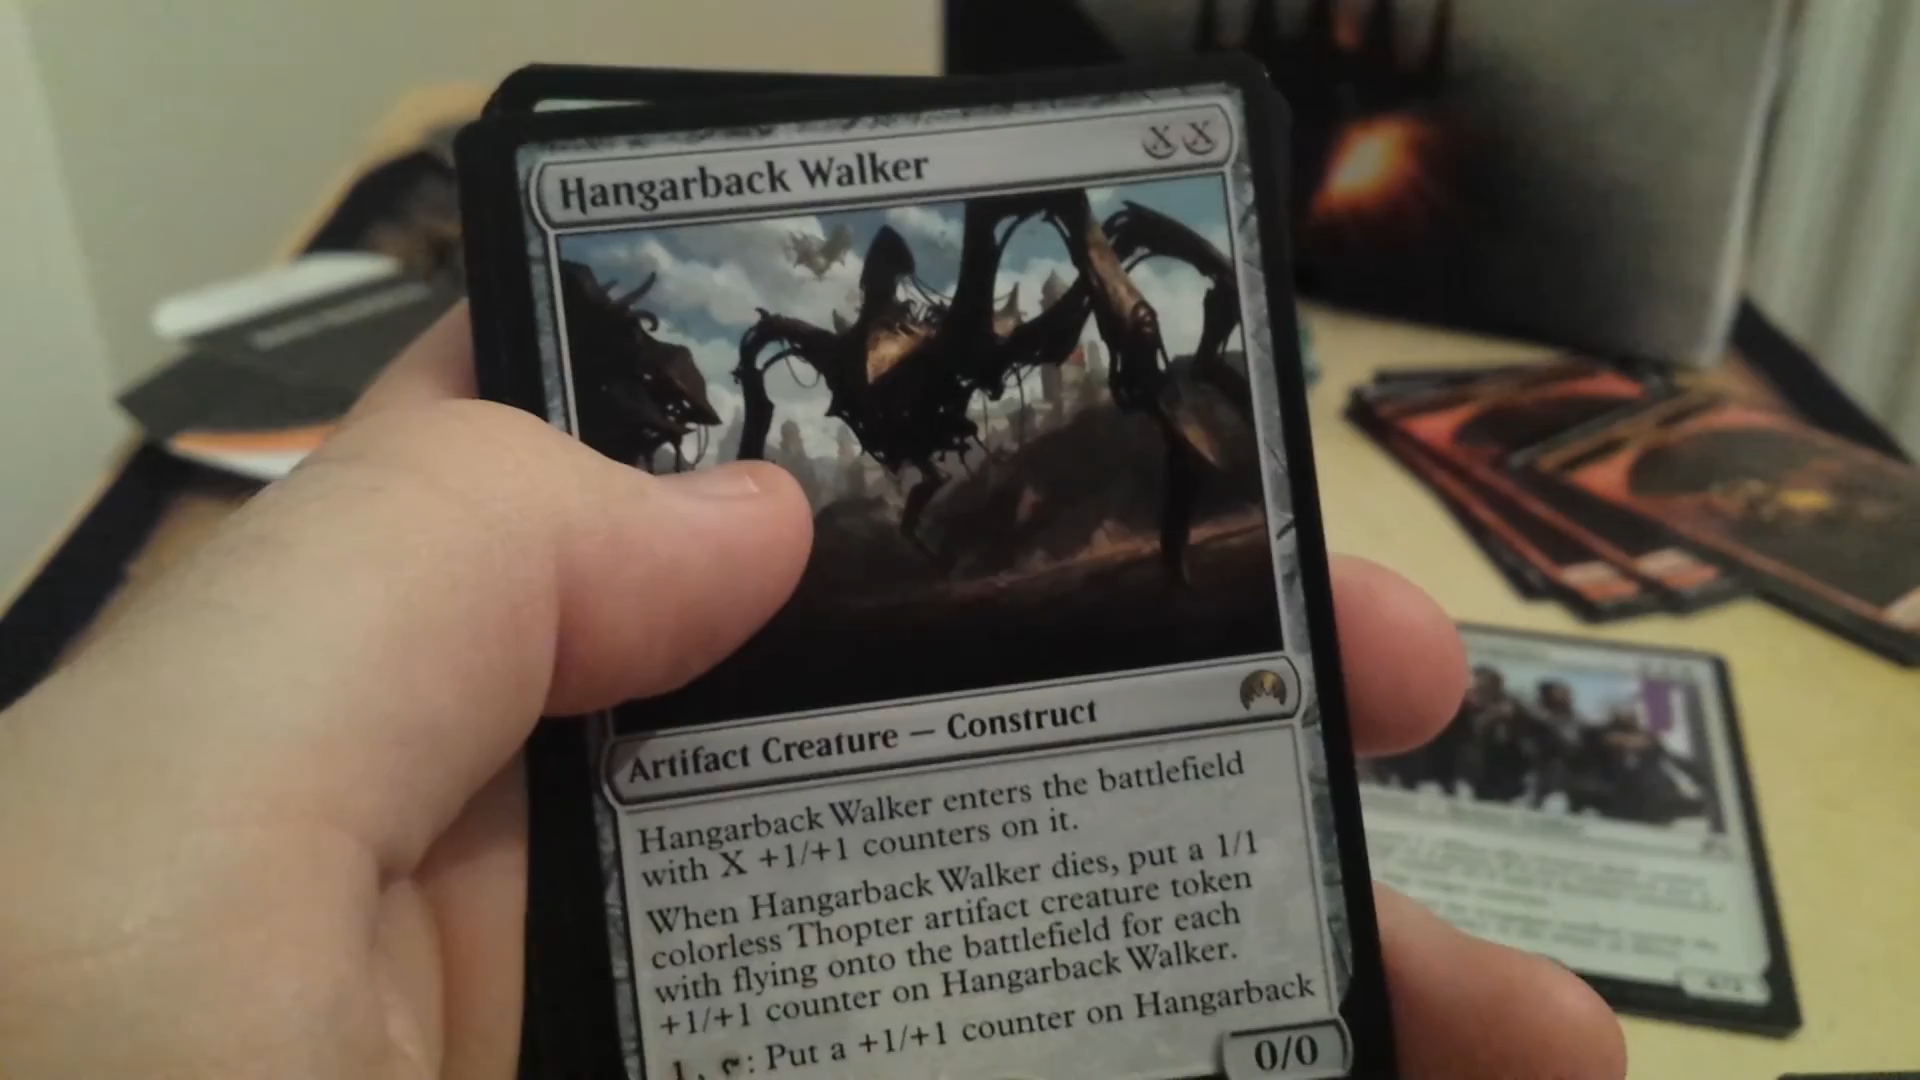 Hangarback Walker X X
Artifact Creature — Construct
Hangarback Walker enters the battlefield
with X +1/+1 counters on it.
When Hangarback Walker dies, put a 1/1
colorless Thopter artifact creature token
with flying onto the battlefield for each
+1/+1 counter on Hangarback Walker.
1, : Put a +1/+1 counter on Hangarback
0/0